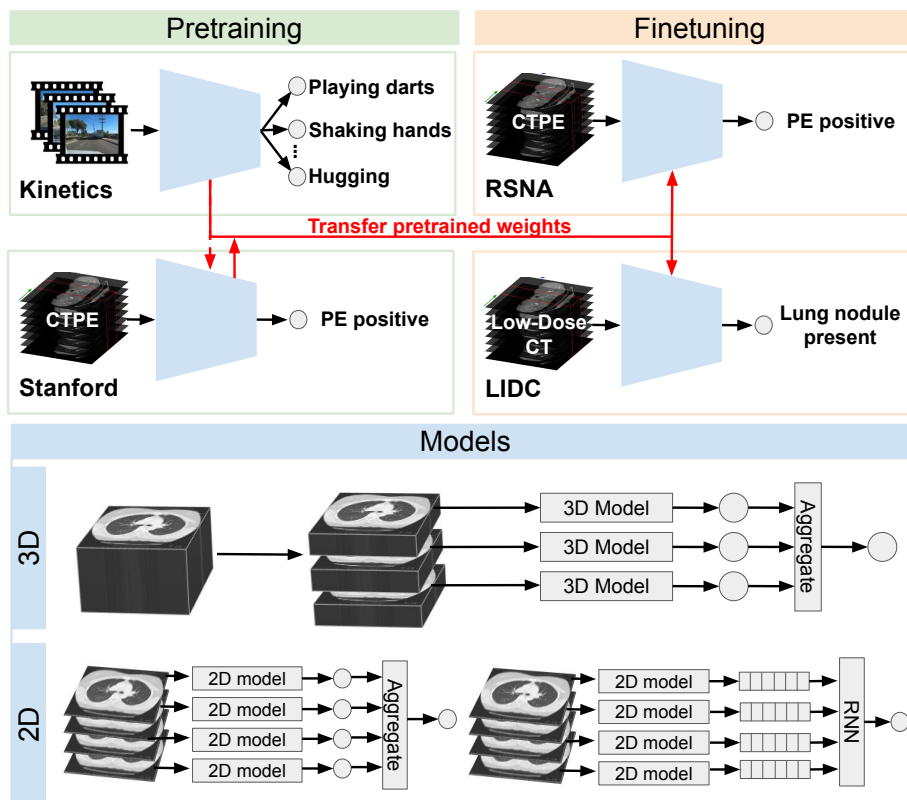 Pretraining
Finetuning
Playing darts
Shaking hands
Hugging
Kinetics
CTPE
PE positive
RSNA
Transfer pretrained weights
CTPE
PE positive
Stanford
Low-Dose
CT
Lung nodule
present
LIDC
Models
3D
3D Model
3D Model
3D Model
Aggregate
2D
2D model
2D model
2D model
2D model
Aggregate
2D model
2D model
2D model
2D model
RNN